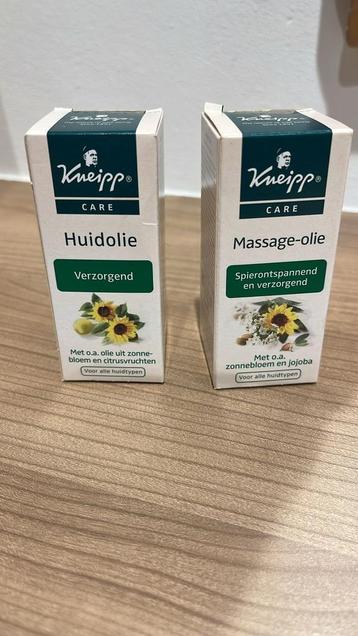 Kneipp®
CARE
Huidolie
Verzorgend
Met o.a. olie uit zonne-
bloem en citrusvruchten
Voor alle huidtypen
Kneipp®
CARE
Massage-olie
Spierontspannend
en verzorgend
Met o.a.
zonnebloem en jojoba
Voor alle huidtypen